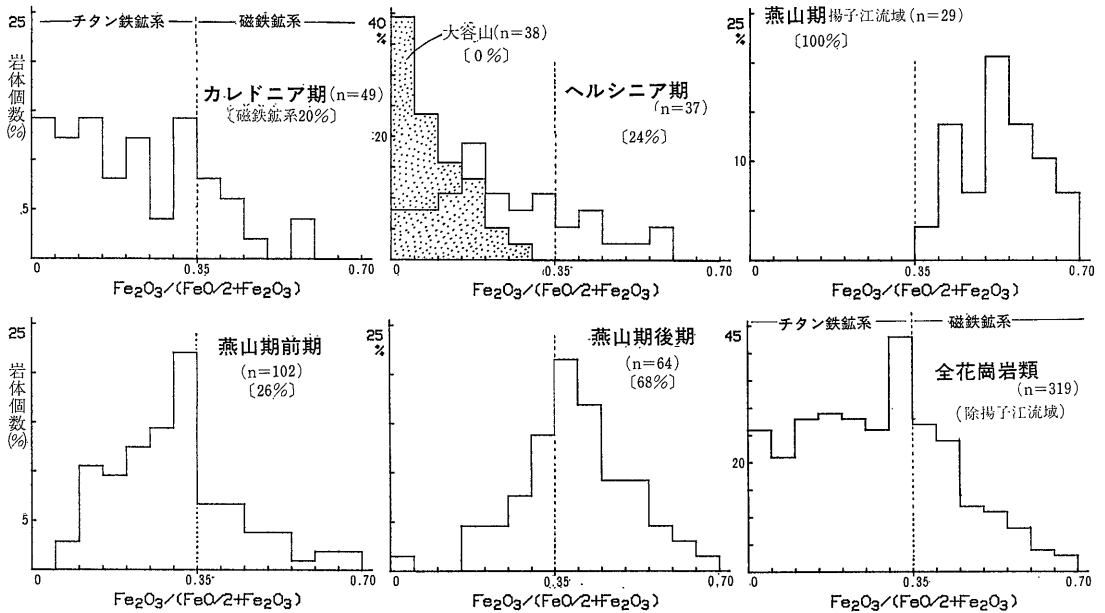 25
チタン鉄鉱系
磁鉄鉱系
岩体個数(%)
カレドニア期(n=49)
〔磁鉄鉱系20%〕
.5
0
0.35
0.70
Fe₂O₃/(FeO/2+Fe₂O₃)
40
%
大谷山(n=38)
〔0%〕
ヘルシニア期
(n=37)
〔24%〕
20
0.35
0.70
Fe₂O₃/(FeO/2+Fe₂O₃)
25
%
燕山期揚子江流域(n=29)
〔100%〕
10
0.35
0.70
Fe₂O₃/(FeO/2+Fe₂O₃)
25
岩体個数(%)
燕山期前期
(n=102)
〔26%〕
5
0
0.35
0.70
Fe₂O₃/(FeO/2+Fe₂O₃)
25
%
燕山期後期
(n=64)
〔68%〕
0
0.35
0.70
Fe₂O₃/(FeO/2+Fe₂O₃)
45
チタン鉄鉱系
磁鉄鉱系
全花崗岩類
(n=319)
(除揚子江流域)
20
0
0.35
0.70
Fe₂O₃/(FeO/2+Fe₂O₃)